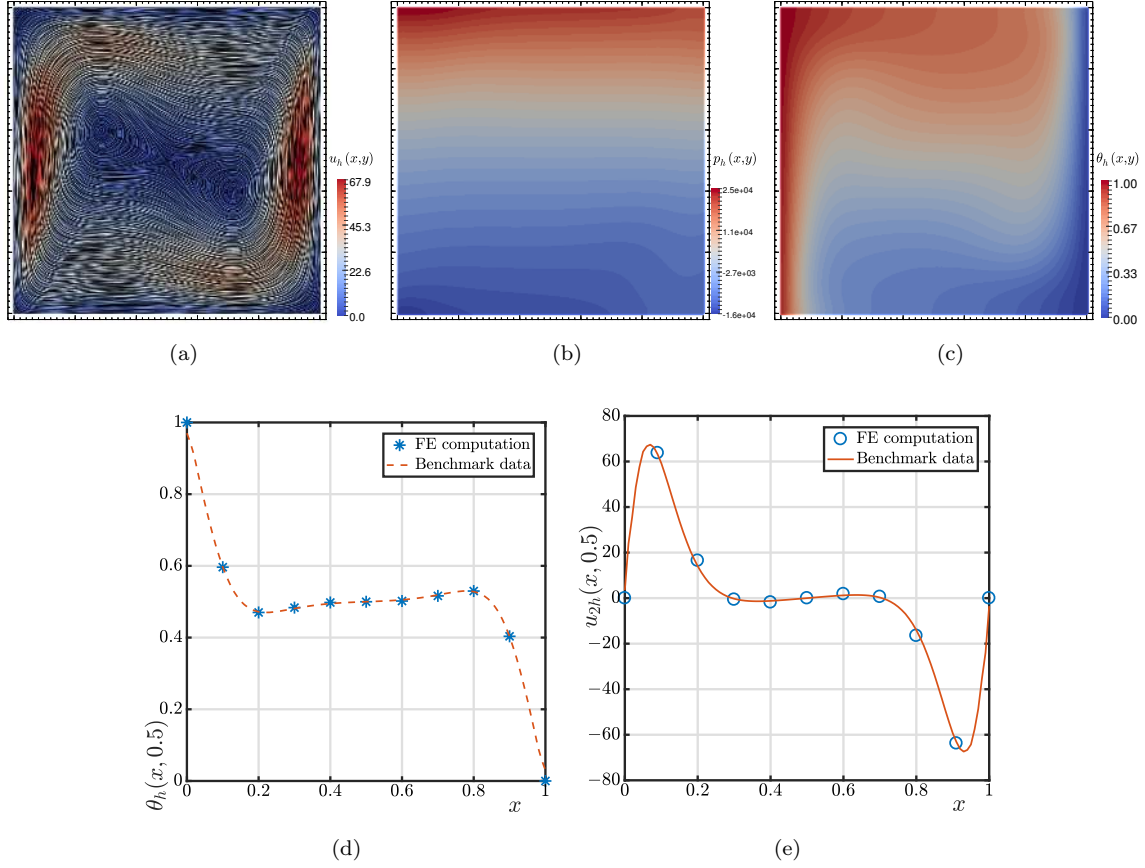 u_h(x,y)
67.9
45.3
22.6
0.0
p_h(x,y)
2.5e+04
1.1e+04
-2.7e+03
-1.6e+04
θ_h(x,y)
1.00
0.67
0.33
0.00
(a)
(b)
(c)
1
0.8
0.6
0.4
0.2
0
θ_h(x, 0.5)
FE computation
Benchmark data
0 0.2 0.4 0.6 0.8 1
x
80
60
40
20
0
−20
−40
−60
−80
u_{2h}(x, 0.5)
FE computation
Benchmark data
0 0.2 0.4 0.6 0.8 1
x
(d)
(e)